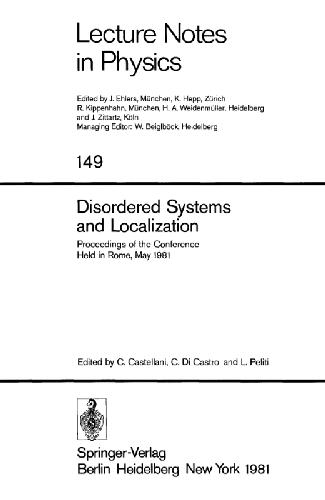 Lecture Notes
in Physics
Edited by J. Ehlers, München, K. Hepp, Zürich
R. Kippenhahn, München, H. A. Weidenmüller, Heidelberg
and J. Zittartz, Köln
Managing Editor: W. Beiglböck, Heidelberg
149
Disordered Systems
and Localization
Proceedings of the Conference
Held in Rome, May 1981
Edited by C. Castellani, C. Di Castro and L. Peliti
Springer-Verlag
Berlin Heidelberg New York 1981